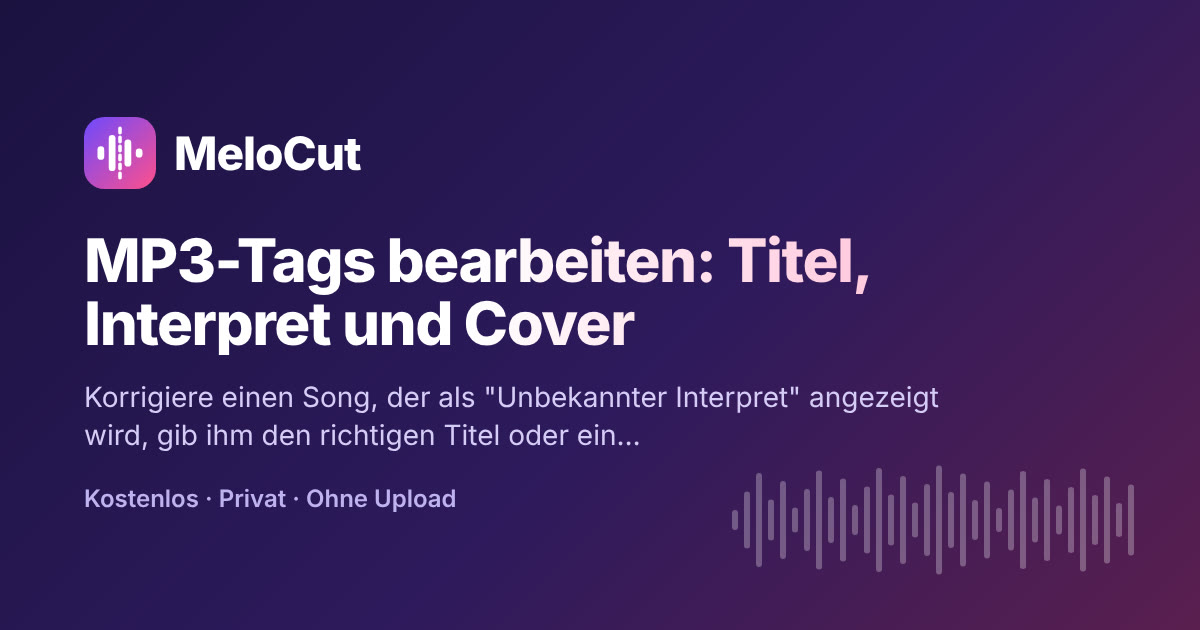 MeloCut
MP3-Tags bearbeiten: Titel,
Interpret und Cover
Korrigiere einen Song, der als "Unbekannter Interpret" angezeigt
wird, gib ihm den richtigen Titel oder ein...
Kostenlos · Privat · Ohne Upload